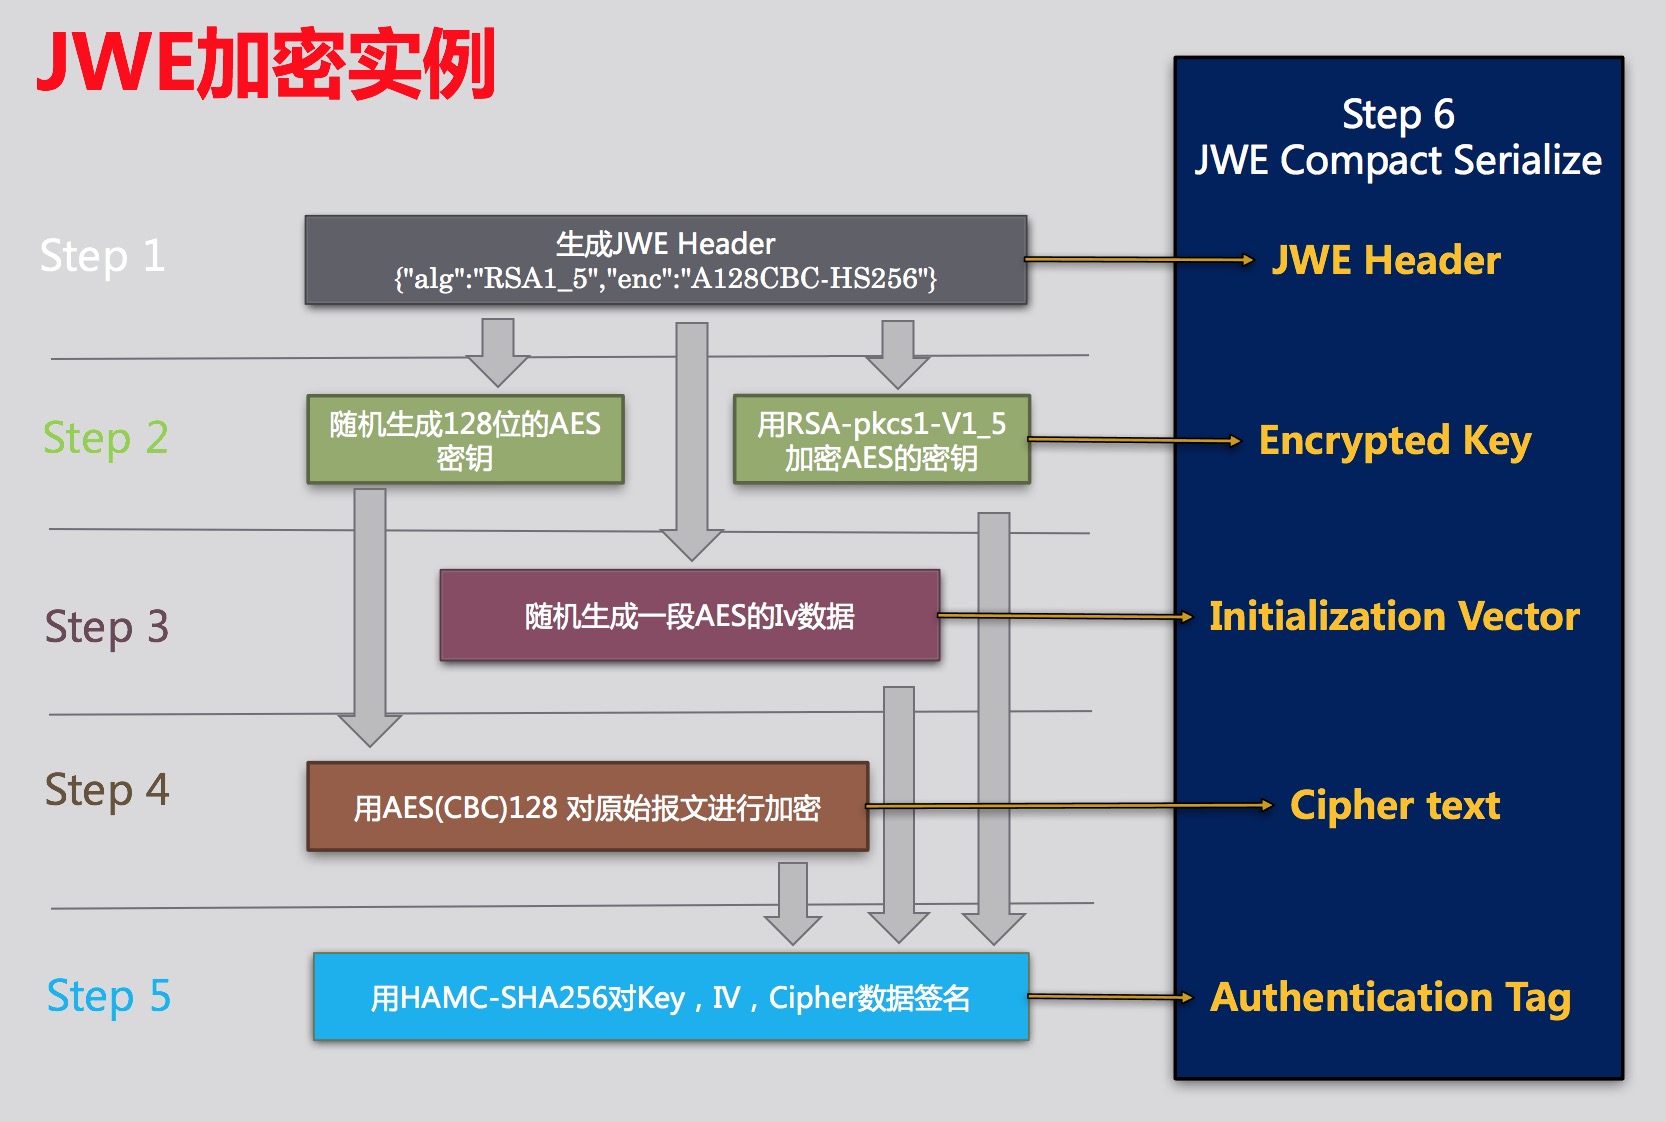 JWE加密实例
Step 6
JWE Compact Serialize
Step 1
生成JWE Header
{"alg":"RSA1_5","enc":"A128CBC-HS256"}
JWE Header
Step 2
随机生成128位的AES
密钥
用RSA-pkcs1-V1_5
加密AES的密钥
Encrypted Key
Step 3
随机生成一段AES的Iv数据
Initialization Vector
Step 4
用AES(CBC)128 对原始报文进行加密
Cipher text
Step 5
用HAMC-SHA256对Key，IV，Cipher数据签名
Authentication Tag